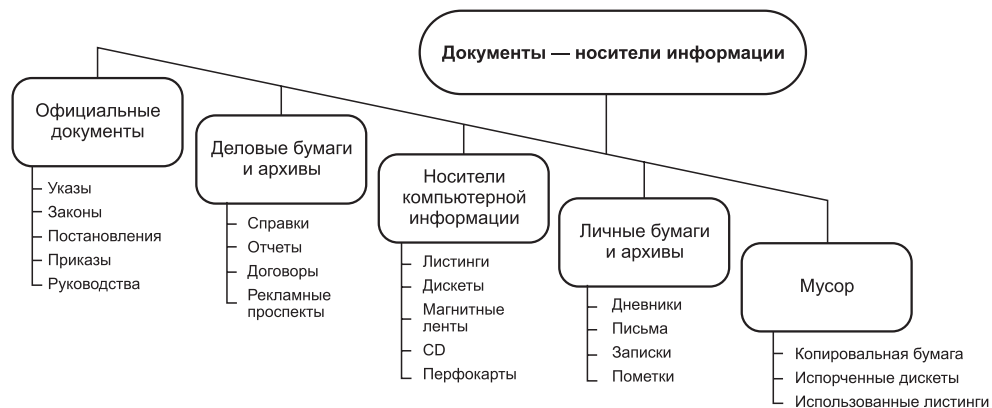 Документы — носители информации
Официальные
документы
Указы
Законы
Постановления
Приказы
Руководства
Деловые бумаги
и архивы
Справки
Отчеты
Договоры
Рекламные
проспекты
Носители
компьютерной
информации
Листинги
Дискеты
Магнитные
ленты
CD
Перфокарты
Личные бумаги
и архивы
Дневники
Письма
Записки
Пометки
Мусор
Копировальная бумага
Испорченные дискеты
Использованные листинги